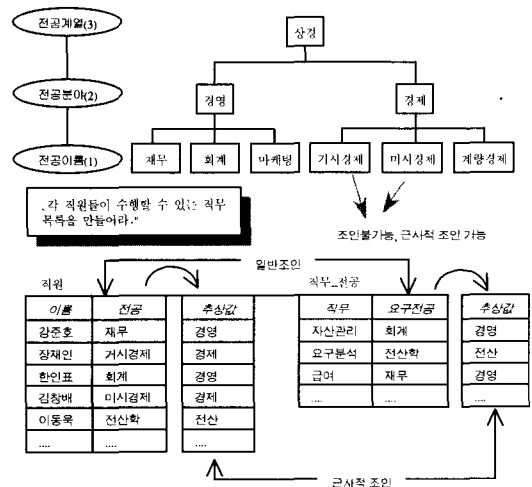 전공계열(3)
상경
전공분야(2)
경영
경제
전공이름(1)
재무
회계
마케팅
기시경제
미시경제
계량경제
"각 직원들이 수행할 수 있는 직무
목록을 만들어라."
조인불가능, 근사적 조인 가능
일반조인
직원
직무_전공
이름 전공 추상값
강준호 재무 경영
장재인 거시경제 경제
한인표 회계 경영
김창배 미시경제 경제
이동욱 전산학 전산
.... .... ....
직무 요구전공 추상값
자산관리 회계 경영
요구분석 전산학 전산
급여 재무 경영
.... .... ....
근사적 조인